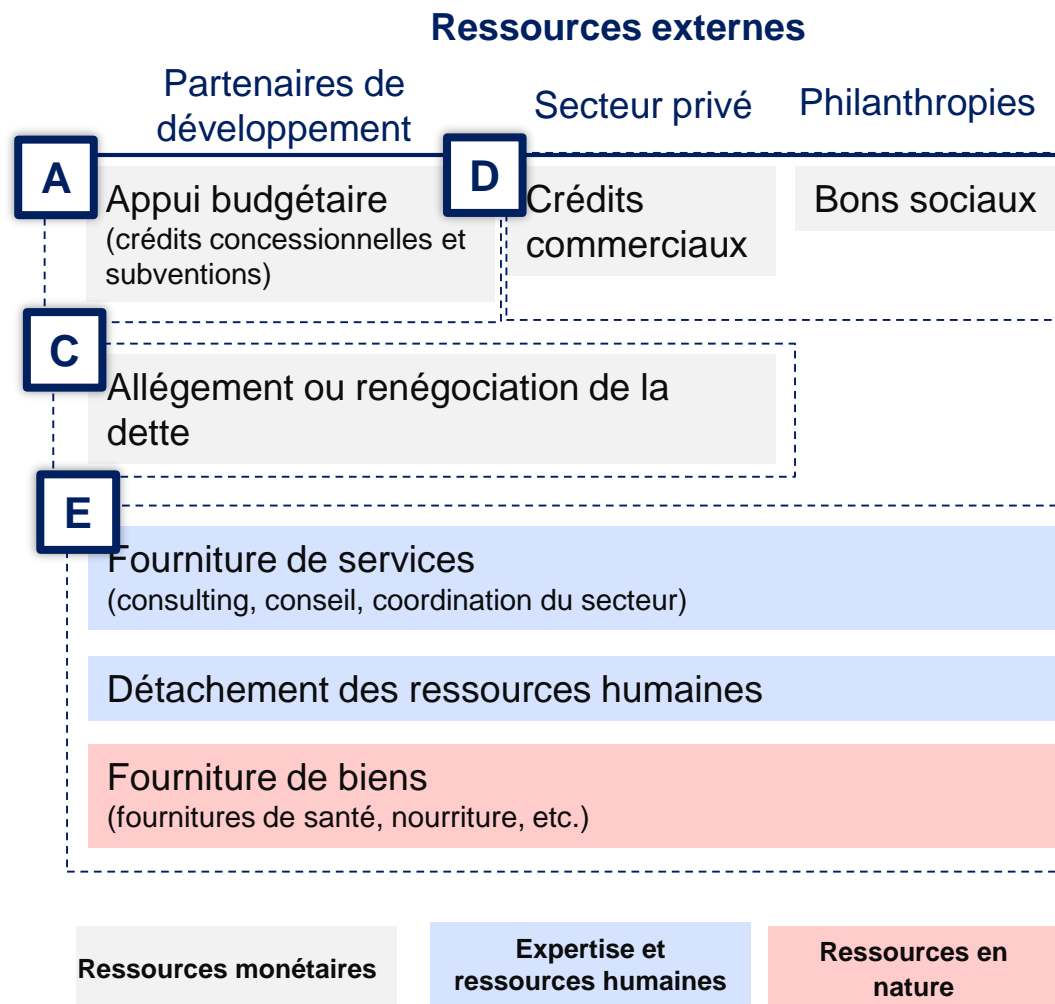 Ressources externes
Partenaires de
développement
Secteur privé
Philanthropies
A
Appui budgétaire
(crédits concessionnelles et
subventions)
D
Crédits
commerciaux
Bons sociaux
C
Allégement ou renégociation de la
dette
E
Fourniture de services
(consulting, conseil, coordination du secteur)
Détachement des ressources humaines
Fourniture de biens
(fournitures de santé, nourriture, etc.)
Ressources monétaires
Expertise et
ressources humaines
Ressources en
nature